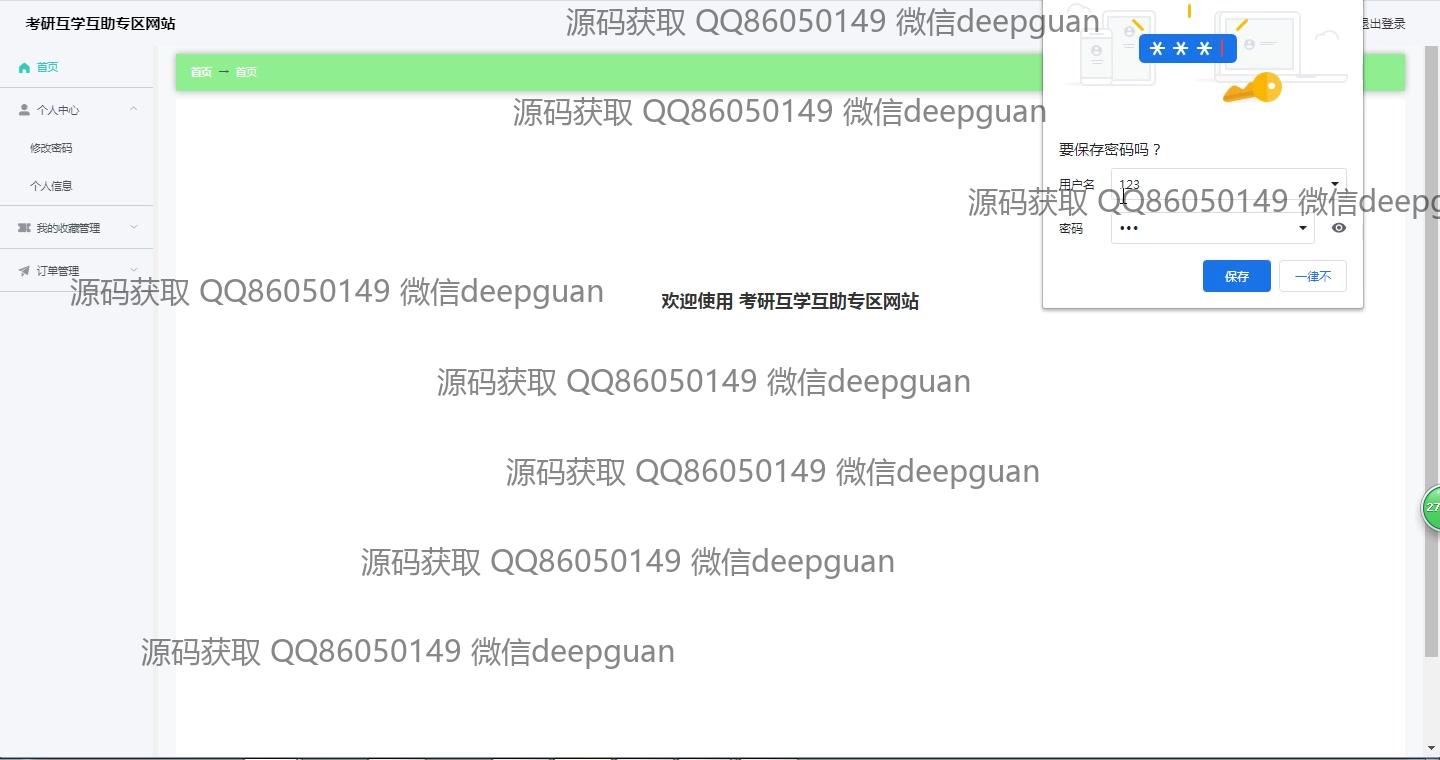 考研互学互助专区网站
源码获取 QQ86050149 微信deepguan
退出登录
***
首页
首页 → 首页
个人中心
源码获取 QQ86050149 微信deepguan
修改密码
要保存密码吗？
个人信息
用户名 123
源码获取 QQ86050149 微信deepg
我的收藏管理
密码 •••
订单管理
保存 一律不
源码获取 QQ86050149 微信deepguan
欢迎使用 考研互学互助专区网站
源码获取 QQ86050149 微信deepguan
源码获取 QQ86050149 微信deepguan
27
源码获取 QQ86050149 微信deepguan
源码获取 QQ86050149 微信deepguan